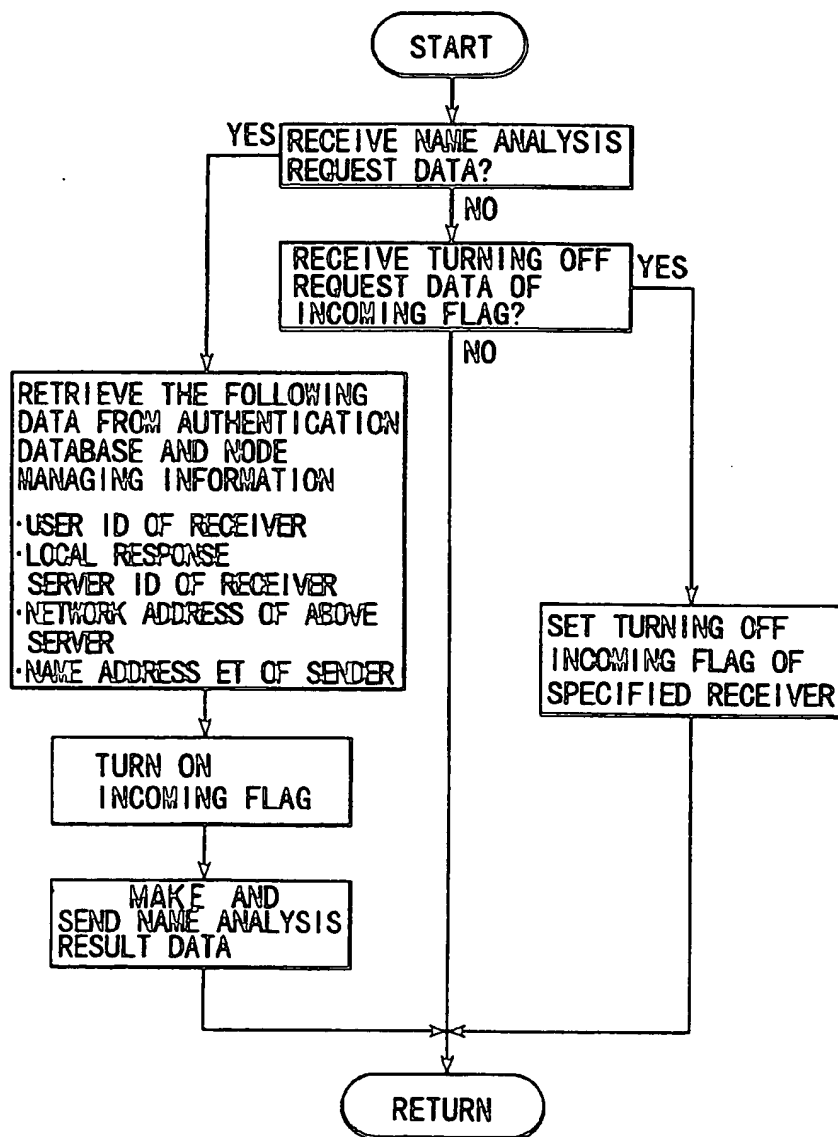 START
YES
RECEIVE NAME ANALYSIS
REQUEST DATA?
NO
RECEIVE TURNING OFF
REQUEST DATA OF
INCOMING FLAG?
YES
NO
RETRIEVE THE FOLLOWING
DATA FROM AUTHENTICATION
DATABASE AND NODE
MANAGING INFORMATION
·USER ID OF RECEIVER
·LOCAL RESPONSE
SERVER ID OF RECEIVER
·NETWORK ADDRESS OF ABOVE
SERVER
·NAME ADDRESS ET OF SENDER
SET TURNING OFF
INCOMING FLAG OF
SPECIFIED RECEIVER
TURN ON
INCOMING FLAG
MAKE AND
SEND NAME ANALYSIS
RESULT DATA
RETURN